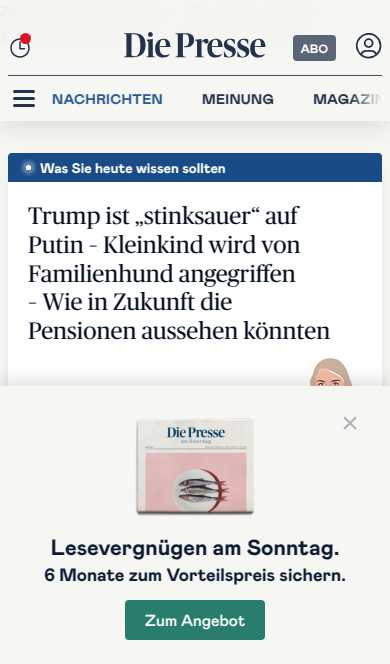 Die Presse
ABO
NACHRICHTEN MEINUNG MAGAZIN
Was Sie heute wissen sollten
Trump ist „stinksauer“ auf
Putin – Kleinkind wird von
Familienhund angegriffen
– Wie in Zukunft die
Pensionen aussehen könnten
Die Presse
am Sonntag
Lesevergnügen am Sonntag.
6 Monate zum Vorteilspreis sichern.
Zum Angebot